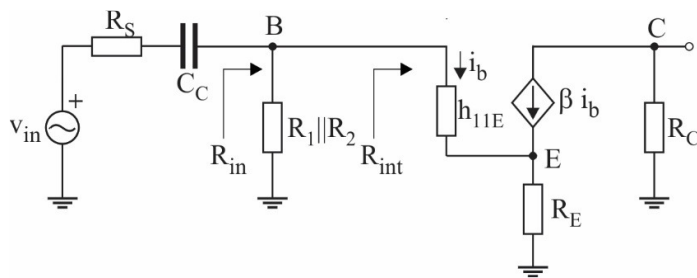 R_S
C_C
v_in
+
B
R_in
R_1||R_2
R_int
i_b
h_11E
β i_b
E
R_E
C
R_C